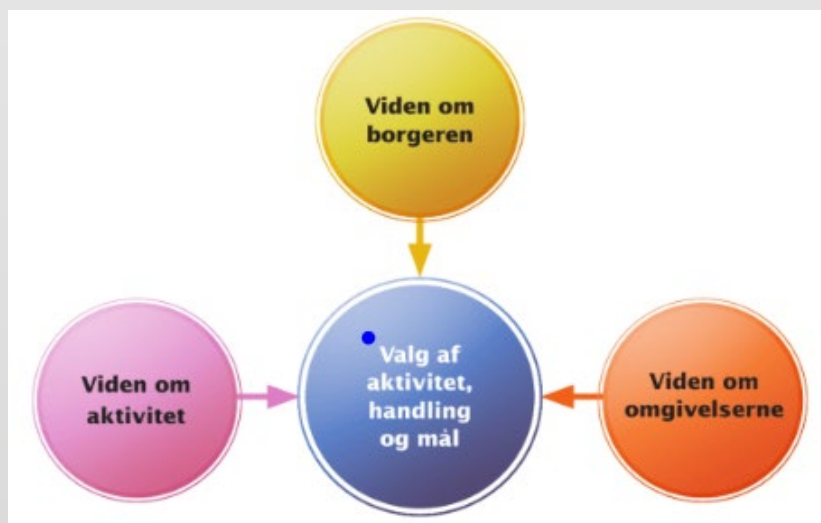 Viden om
borgeren
Viden om
aktivitet
Valg af
aktivitet,
handling
og mål
Viden om
omgivelserne